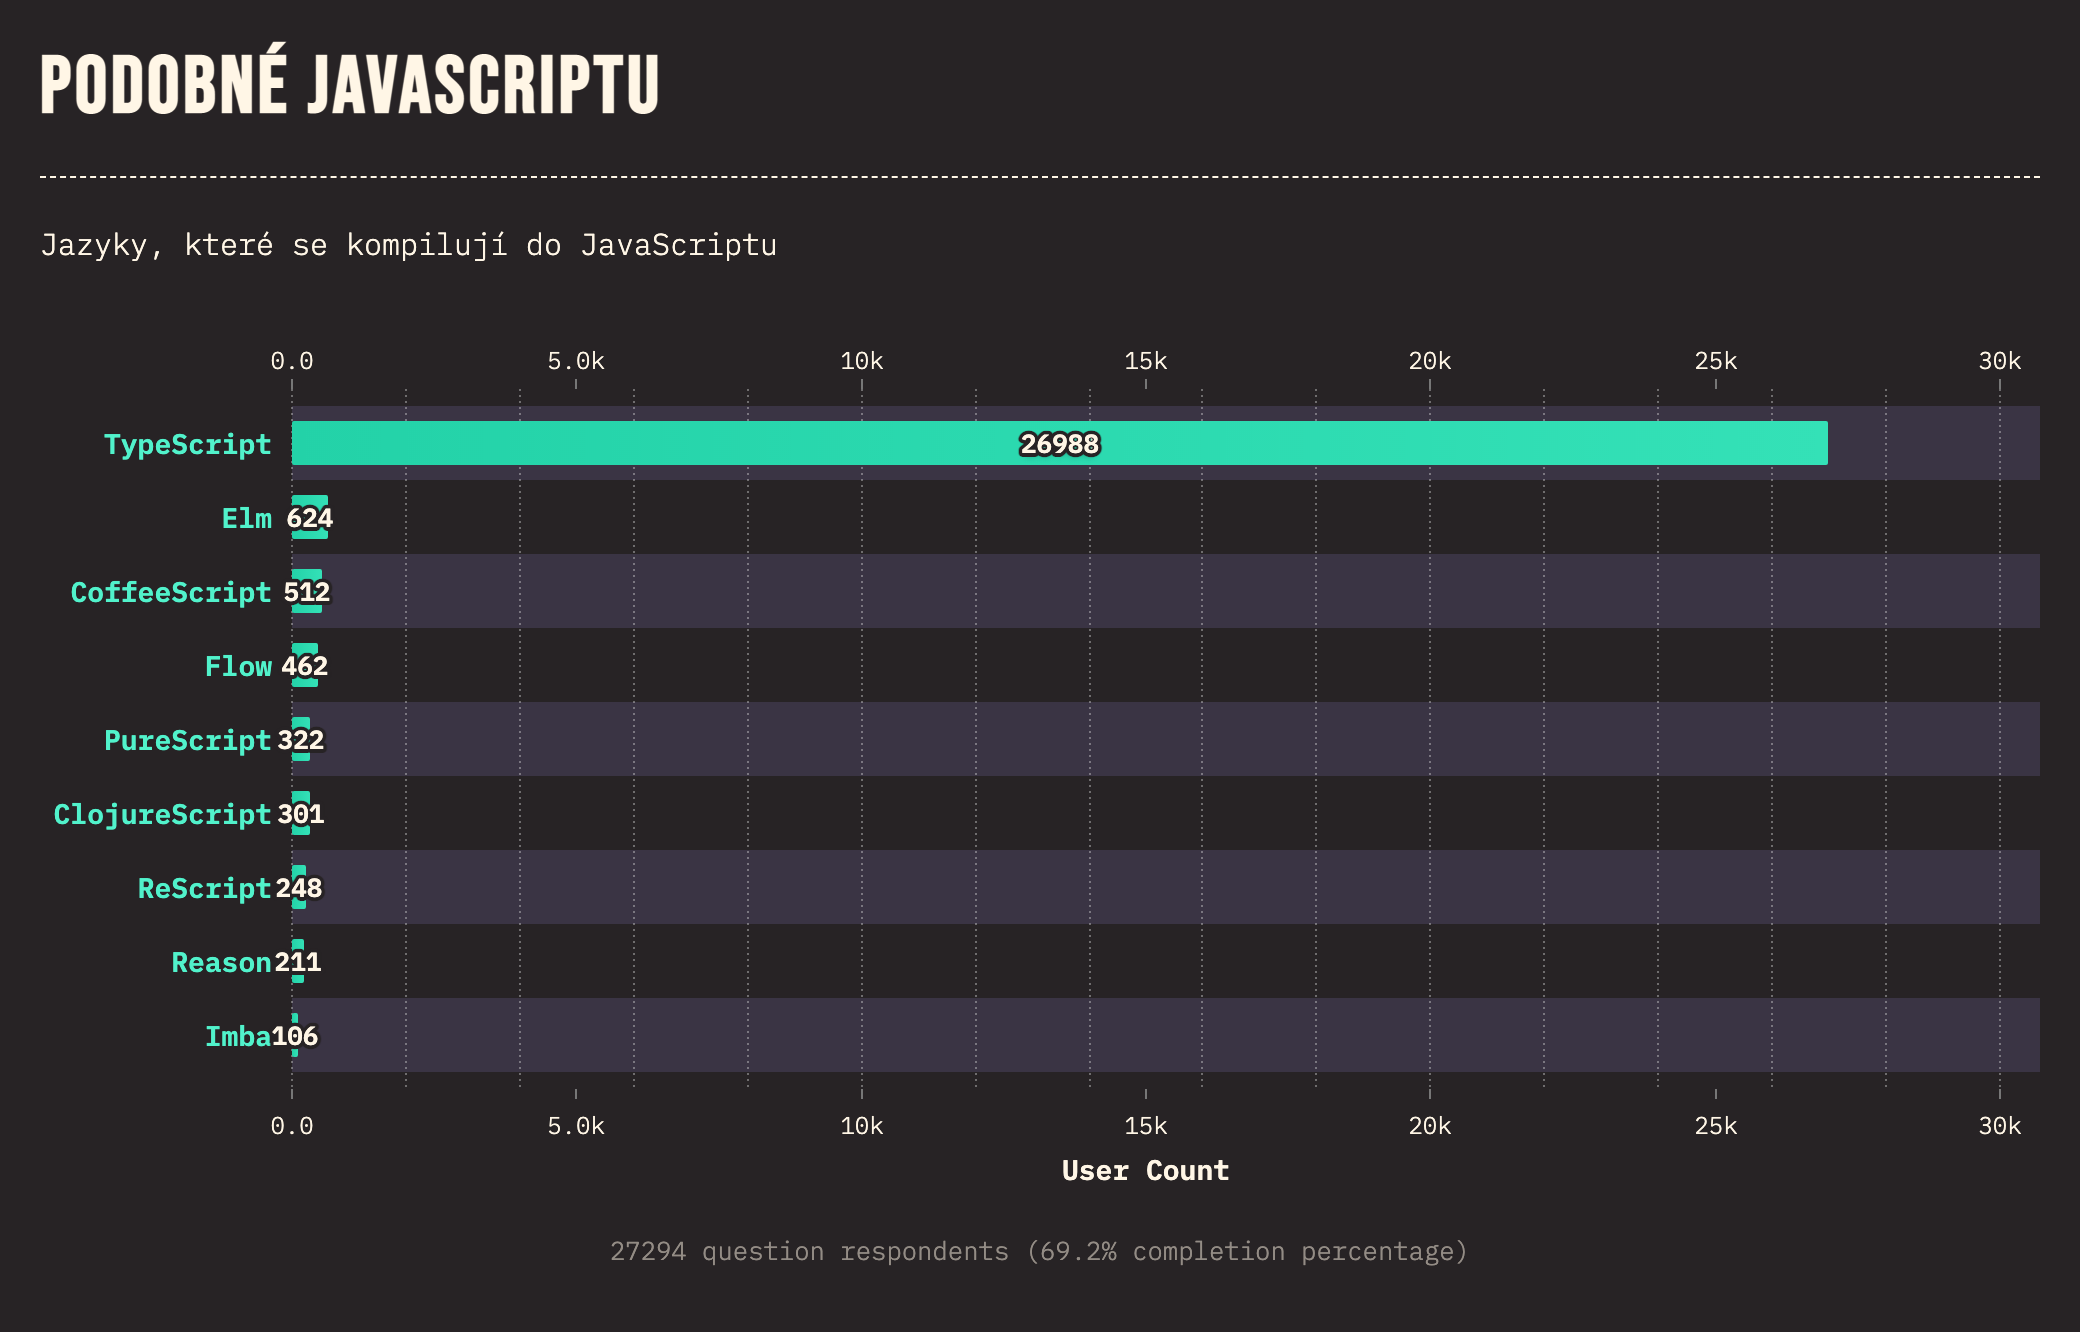 PODOBNÉ JAVASCRIPTU
Jazyky, které se kompilují do JavaScriptu
0.0 5.0k 10k 15k 20k 25k 30k
TypeScript 26988
Elm 624
CoffeeScript 512
Flow 462
PureScript 322
ClojureScript 301
ReScript 248
Reason 211
Imba 106
0.0 5.0k 10k 15k 20k 25k 30k
User Count
27294 question respondents (69.2% completion percentage)